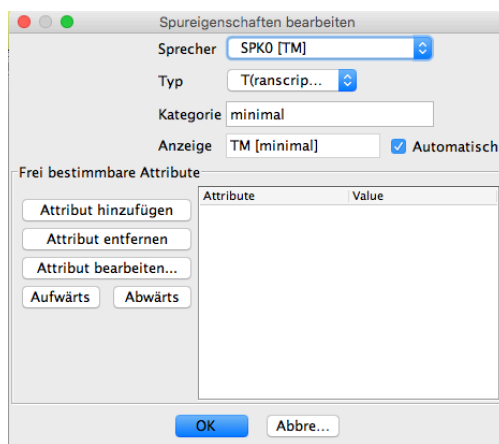 Spureigenschaften bearbeiten
Sprecher SPK0 [TM]
Typ T(ranscrip...
Kategorie minimal
Anzeige TM [minimal] Automatisch
Frei bestimmbare Attribute
Attribute Value
Attribut hinzufügen
Attribut entfernen
Attribut bearbeiten...
Aufwärts Abwärts
OK Abbre...